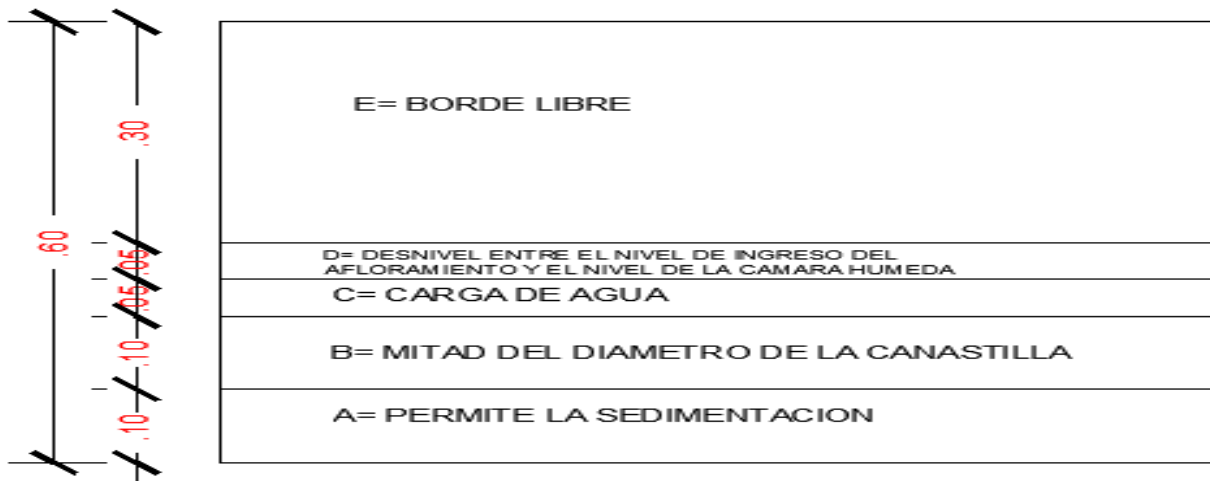 E= BORDE LIBRE
.30
.60
D= DESNIVEL ENTRE EL NIVEL DE INGRESO DEL
AFLORAMIENTO Y EL NIVEL DE LA CAMARA HUMEDA
.05
C= CARGA DE AGUA
.05
B= MITAD DEL DIAMETRO DE LA CANASTILLA
.10
A= PERMITE LA SEDIMENTACION
.10